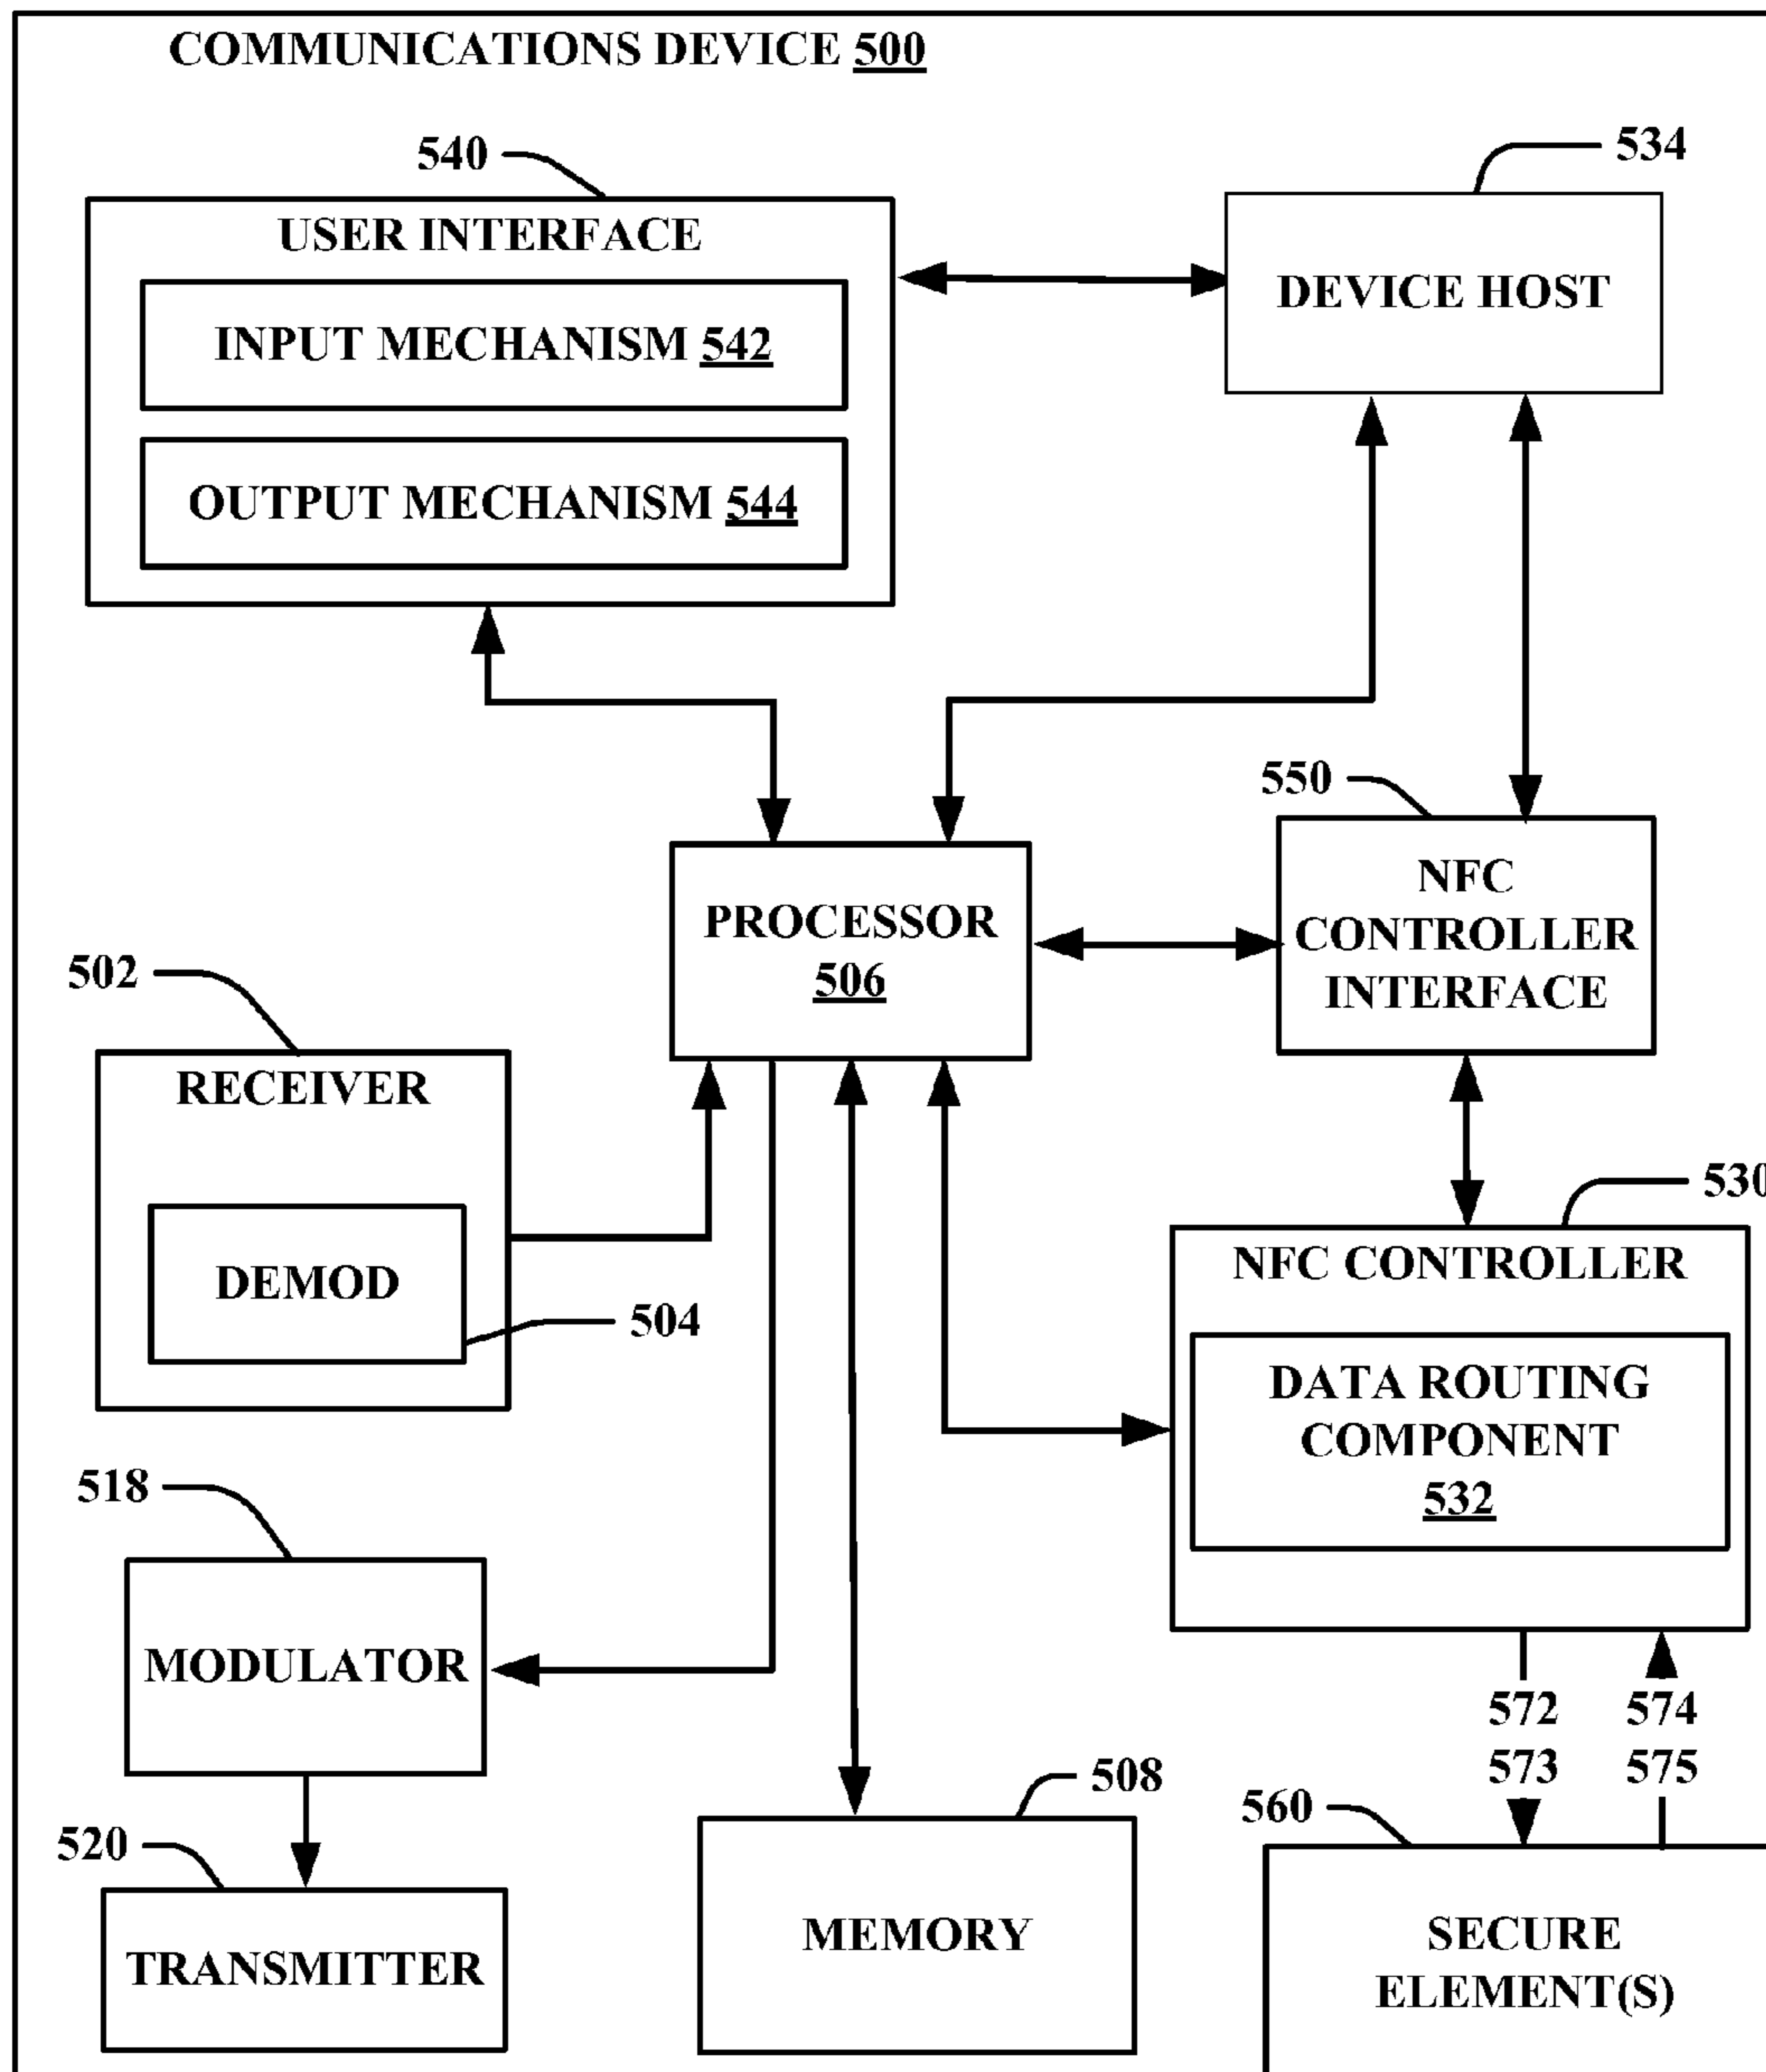 COMMUNICATIONS DEVICE 500
540
534
USER INTERFACE
INPUT MECHANISM 542
OUTPUT MECHANISM 544
DEVICE HOST
550
PROCESSOR
506
NFC
CONTROLLER
INTERFACE
502
RECEIVER
DEMOD
504
530
NFC CONTROLLER
DATA ROUTING
COMPONENT
532
518
MODULATOR
572
573
574
575
520
TRANSMITTER
508
MEMORY
560
SECURE
ELEMENT(S)